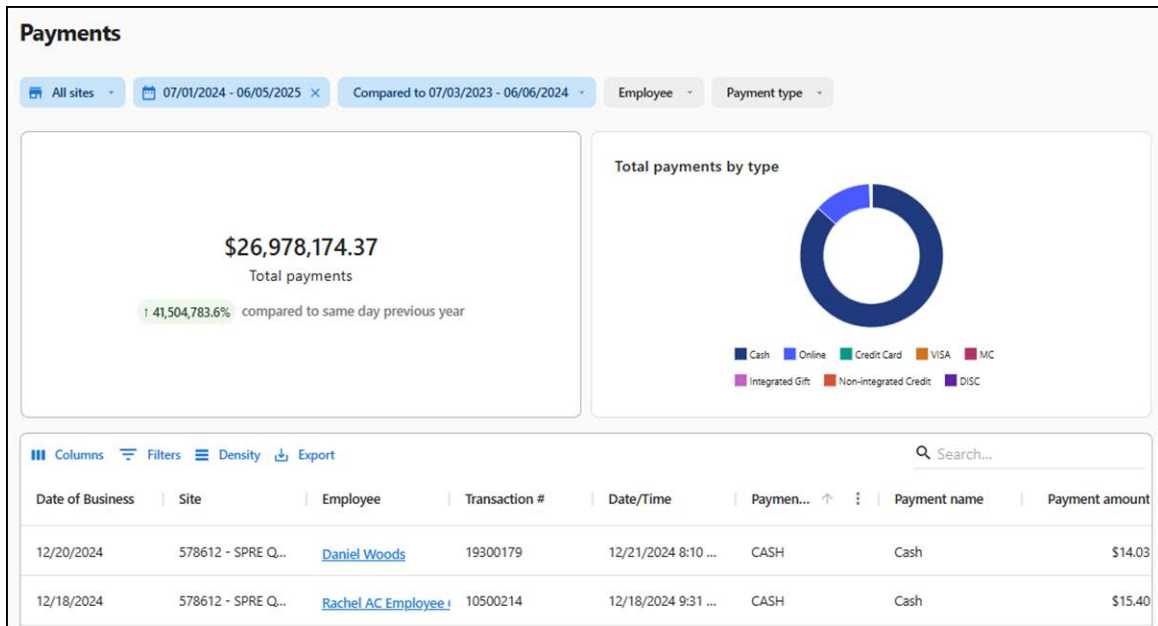 Payments
All sites
07/01/2024 - 06/05/2025 ×
Compared to 07/03/2023 - 06/06/2024
Employee
Payment type
$26,978,174.37
Total payments
↑ 41,504,783.6% compared to same day previous year
Total payments by type
Cash Online Credit Card VISA MC
Integrated Gift Non-integrated Credit DISC
Columns Filters Density Export Search...
Date of Business Site Employee Transaction # Date/Time Paymen... ↑ Payment name Payment amount
12/20/2024 578612 - SPRE Q... Daniel Woods 19300179 12/21/2024 8:10 ... CASH Cash $14.03
12/18/2024 578612 - SPRE Q... Rachel AC Employee 10500214 12/18/2024 9:31 ... CASH Cash $15.40